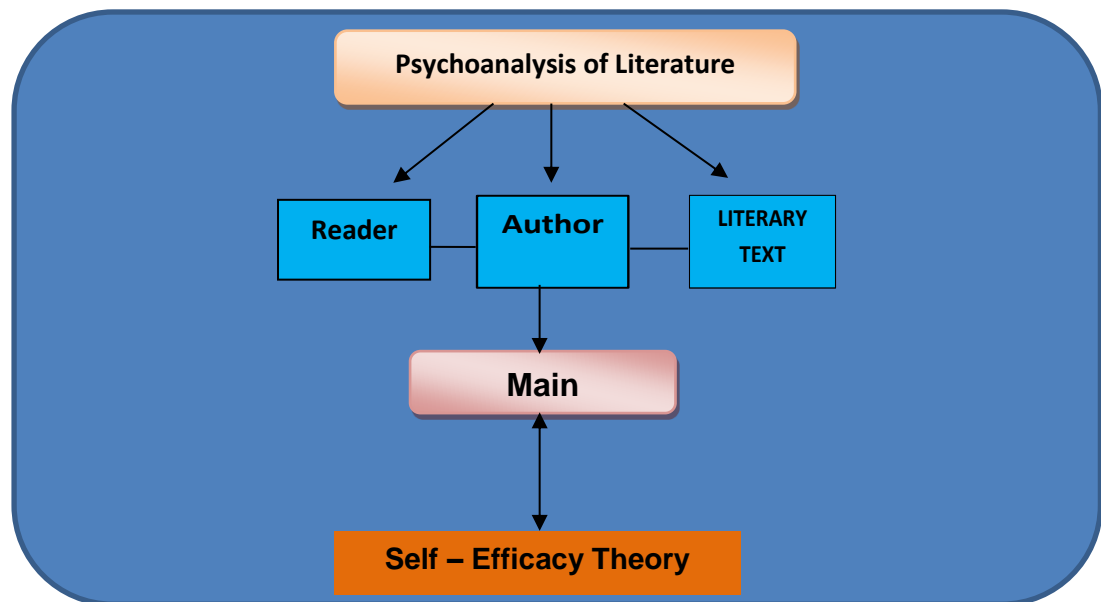 Psychoanalysis of Literature
Reader
Author
LITERARY
TEXT
Main
Self – Efficacy Theory